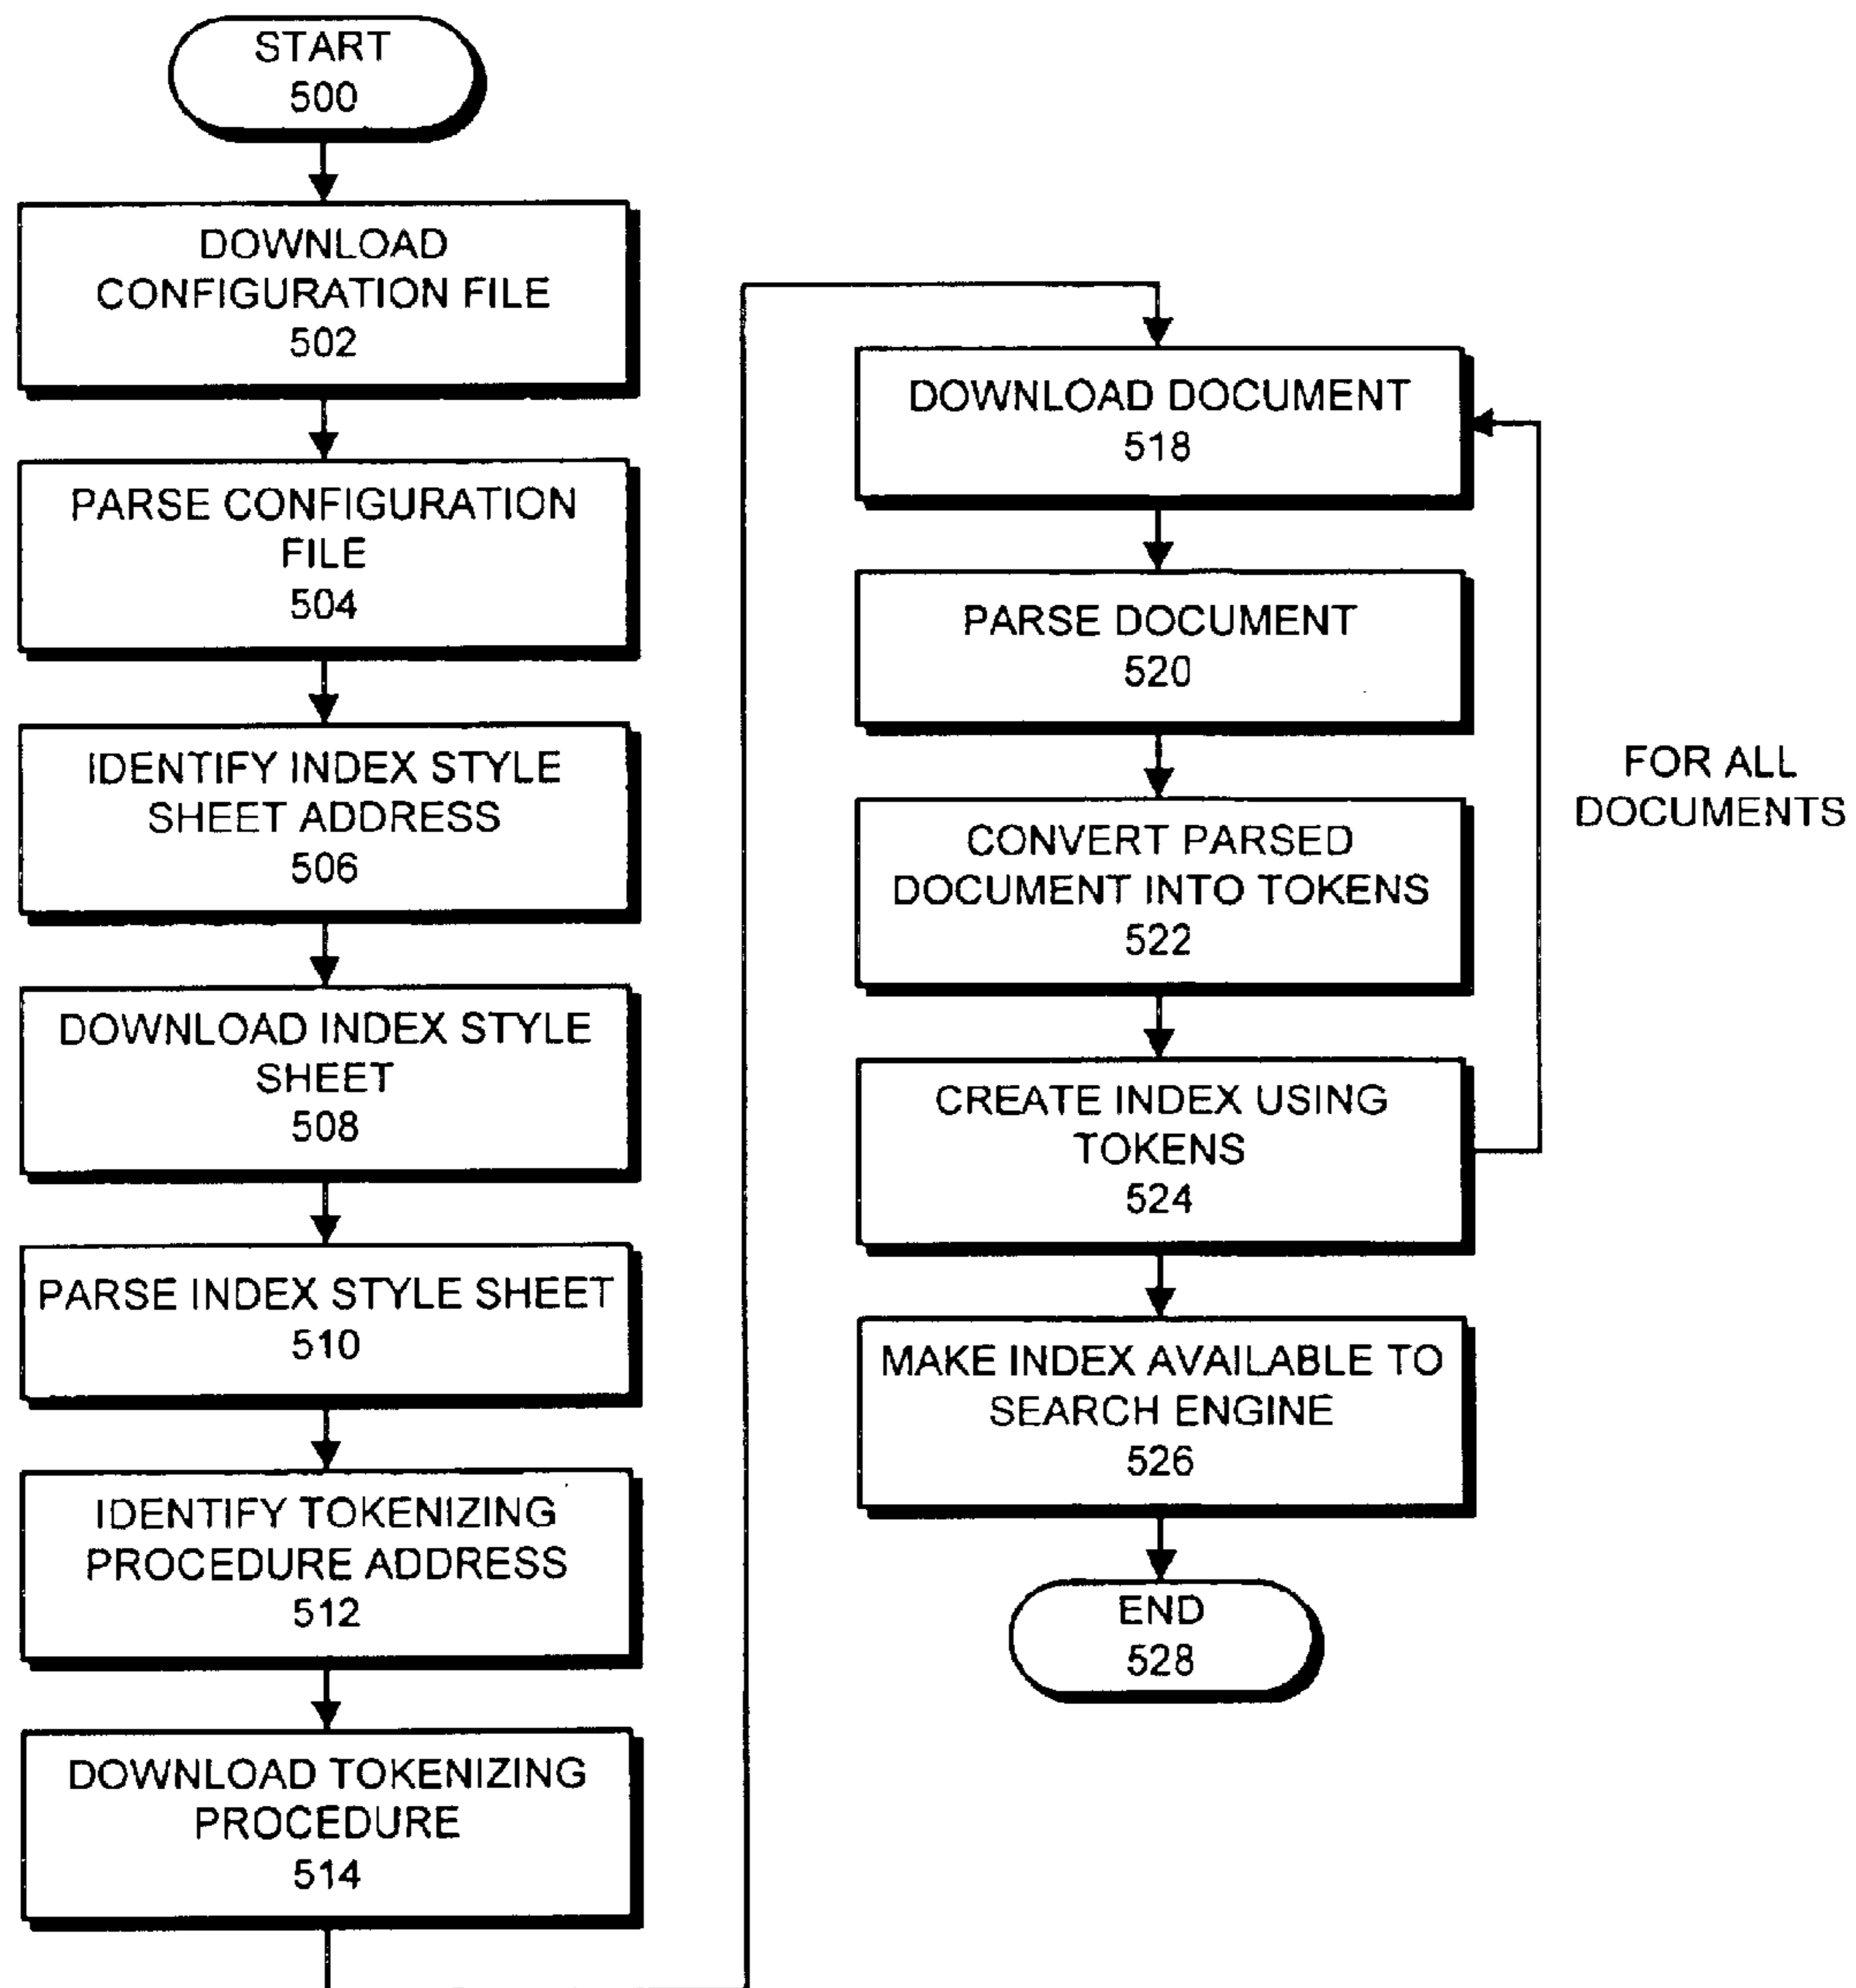 START
500
DOWNLOAD
CONFIGURATION FILE
502
PARSE CONFIGURATION
FILE
504
IDENTIFY INDEX STYLE
SHEET ADDRESS
506
DOWNLOAD INDEX STYLE
SHEET
508
PARSE INDEX STYLE SHEET
510
IDENTIFY TOKENIZING
PROCEDURE ADDRESS
512
DOWNLOAD TOKENIZING
PROCEDURE
514
DOWNLOAD DOCUMENT
518
PARSE DOCUMENT
520
CONVERT PARSED
DOCUMENT INTO TOKENS
522
CREATE INDEX USING
TOKENS
524
MAKE INDEX AVAILABLE TO
SEARCH ENGINE
526
END
528
FOR ALL
DOCUMENTS